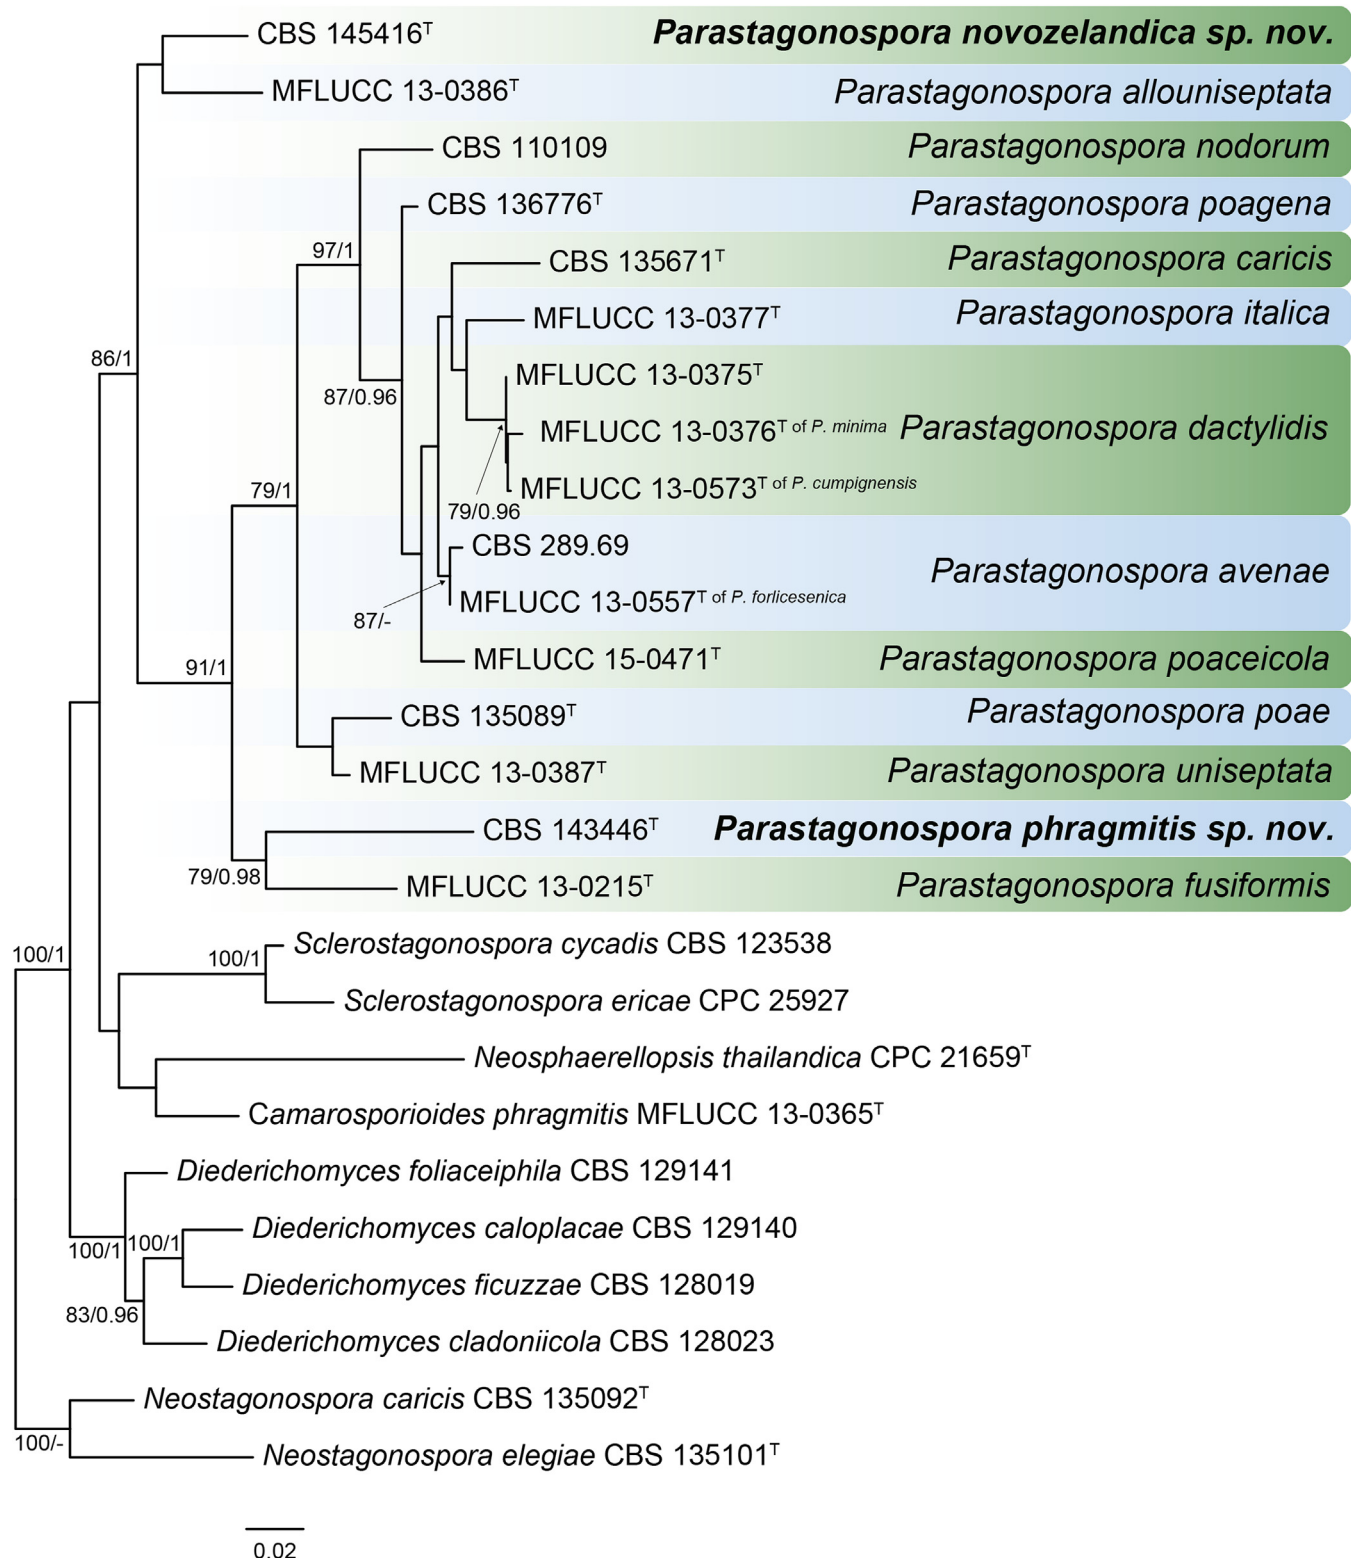 CBS 145416T Parastagonospora novozelandica sp. nov.
MFLUCC 13-0386T Parastagonospora allouniseptata
CBS 110109 Parastagonospora nodorum
CBS 136776T Parastagonospora poagena
97/1
CBS 135671T Parastagonospora caricis
MFLUCC 13-0377T Parastagonospora italica
86/1
MFLUCC 13-0375T
87/0.96
MFLUCC 13-0376T of P. minima Parastagonospora dactylidis
79/1
MFLUCC 13-0573T of P. cumpignensis
79/0.96
CBS 289.69
Parastagonospora avenae
MFLUCC 13-0557T of P. forlicesenica
87/-
91/1
MFLUCC 15-0471T Parastagonospora poaceicola
CBS 135089T Parastagonospora poae
MFLUCC 13-0387T Parastagonospora uniseptata
CBS 143446T Parastagonospora phragmitis sp. nov.
79/0.98
MFLUCC 13-0215T Parastagonospora fusiformis
100/1
100/1
Sclerostagonospora cycadis CBS 123538
Sclerostagonospora ericae CPC 25927
Neosphaerellopsis thailandica CPC 21659T
Camarosporioides phragmitis MFLUCC 13-0365T
Diederichomyces foliaceiphila CBS 129141
Diederichomyces caloplacae CBS 129140
100/1 100/1
Diederichomyces ficuzzae CBS 128019
83/0.96
Diederichomyces cladoniicola CBS 128023
Neostagonospora caricis CBS 135092T
100/-
Neostagonospora elegiae CBS 135101T
0.02